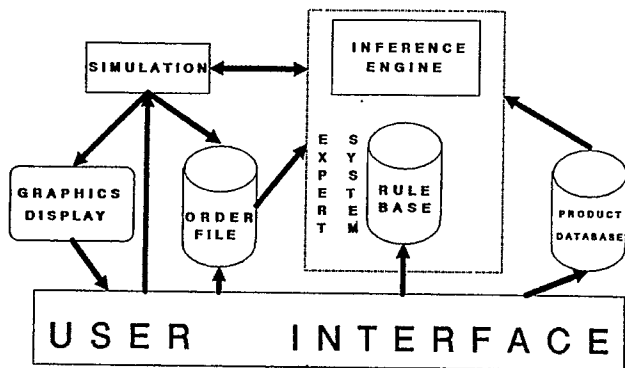 INFERENCE
ENGINE
SIMULATION
EXPERT
SYSTEM
GRAPHICS
DISPLAY
ORDER
FILE
RULE
BASE
PRODUCT
DATABASE
USER INTERFACE